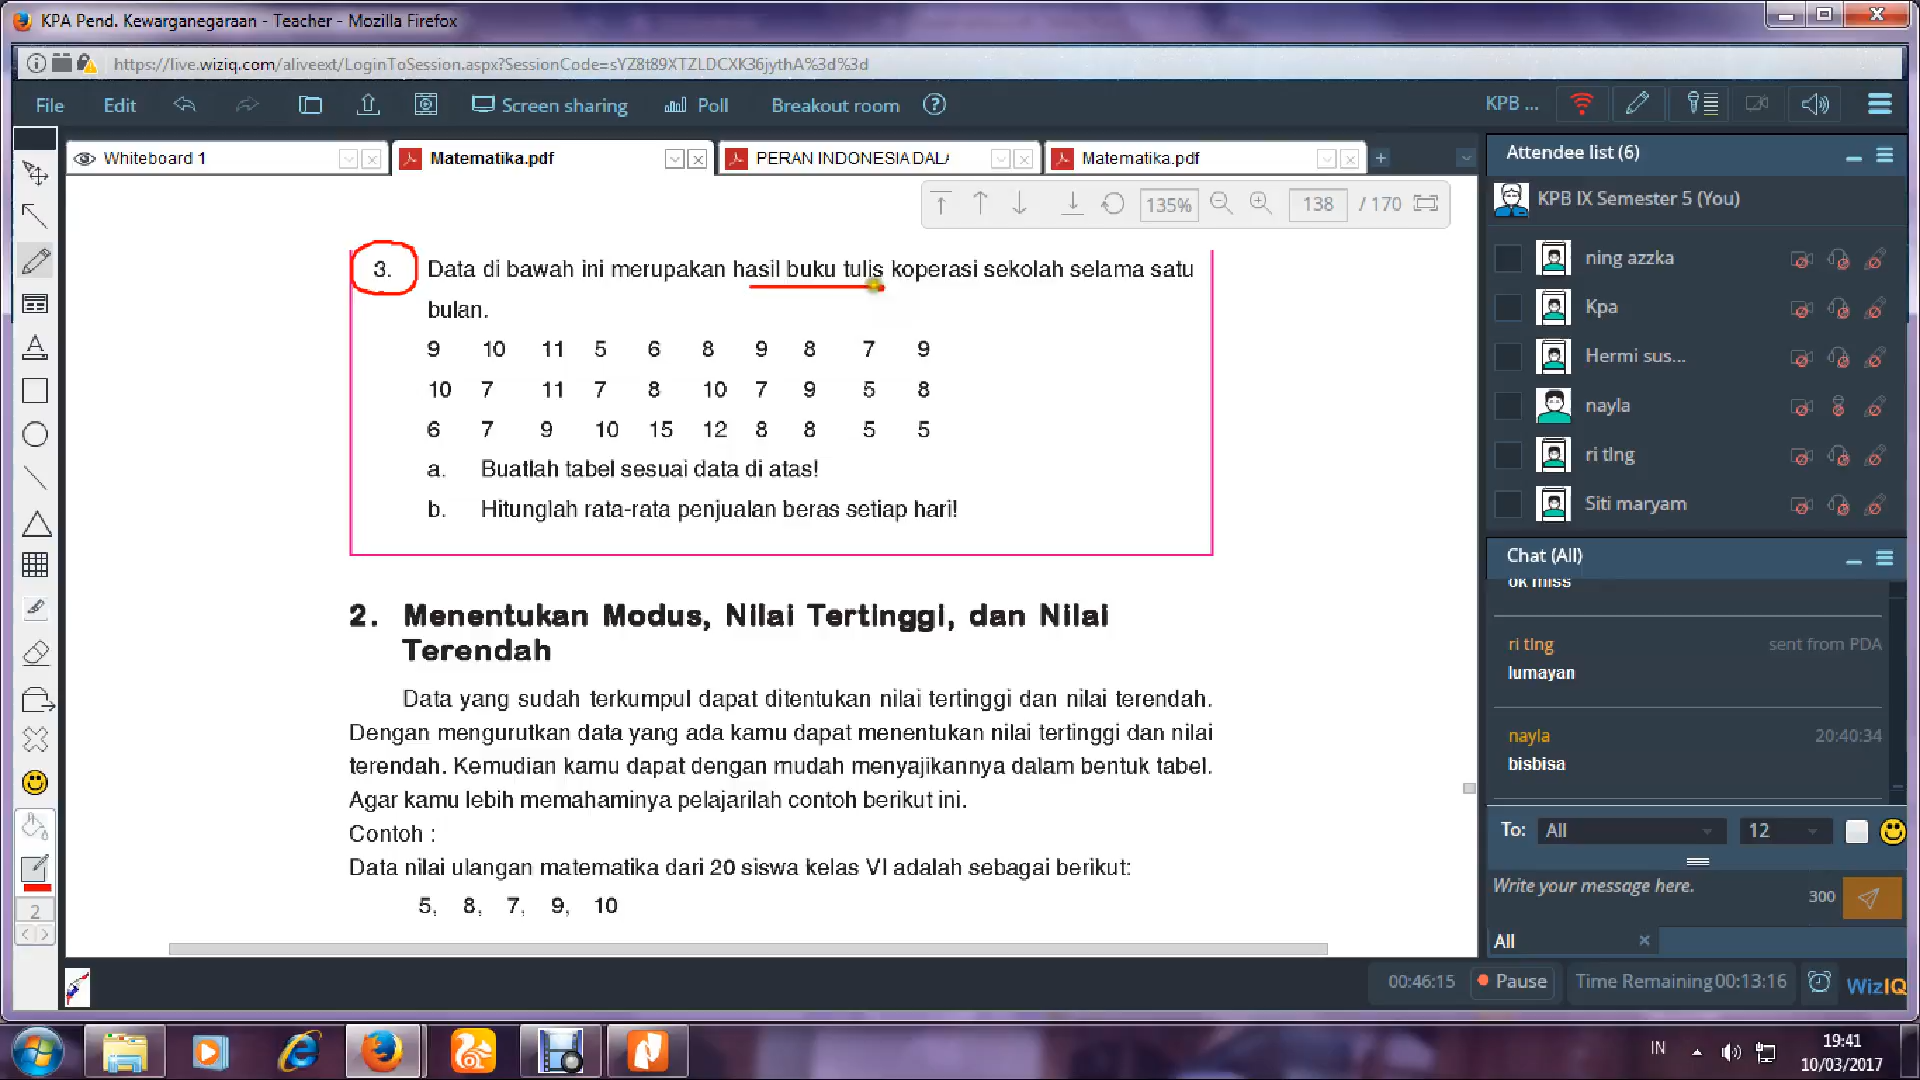 KPA Pend. Kewarganegaraan - Teacher - Mozilla Firefox
https://live.wiziq.com/aliveext/LoginToSession.aspx?SessionCode=sYZ8t89XTZLDCXK36jythA%3d%3d
File Edit Screen sharing Poll Breakout room KPB ...
Whiteboard 1 Matematika.pdf PERAN INDONESIA DALA Matematika.pdf
135% 138 / 170
3. Data di bawah ini merupakan hasil buku tulis koperasi sekolah selama satu
bulan.
9 10 11 5 6 8 9 8 7 9
10 7 11 7 8 10 7 9 5 8
6 7 9 10 15 12 8 8 5 5
a. Buatlah tabel sesuai data di atas!
b. Hitunglah rata-rata penjualan beras setiap hari!
2. Menentukan Modus, Nilai Tertinggi, dan Nilai
Terendah
Data yang sudah terkumpul dapat ditentukan nilai tertinggi dan nilai terendah.
Dengan mengurutkan data yang ada kamu dapat menentukan nilai tertinggi dan nilai
terendah. Kemudian kamu dapat dengan mudah menyajikannya dalam bentuk tabel.
Agar kamu lebih memahaminya pelajarilah contoh berikut ini.
Contoh :
Data nilai ulangan matematika dari 20 siswa kelas VI adalah sebagai berikut:
5, 8, 7, 9, 10
2
Attendee list (6)
KPB IX Semester 5 (You)
ning azzka
Kpa
Hermi sus...
nayla
ri tIng
Siti maryam
Chat (All)
ok miss
ri tIng sent from PDA
lumayan
nayla 20:40:34
bisbisa
To: All 12
Write your message here. 300
All
00:46:15 Pause Time Remaining 00:13:16 WizIQ
IN 19:41
10/03/2017